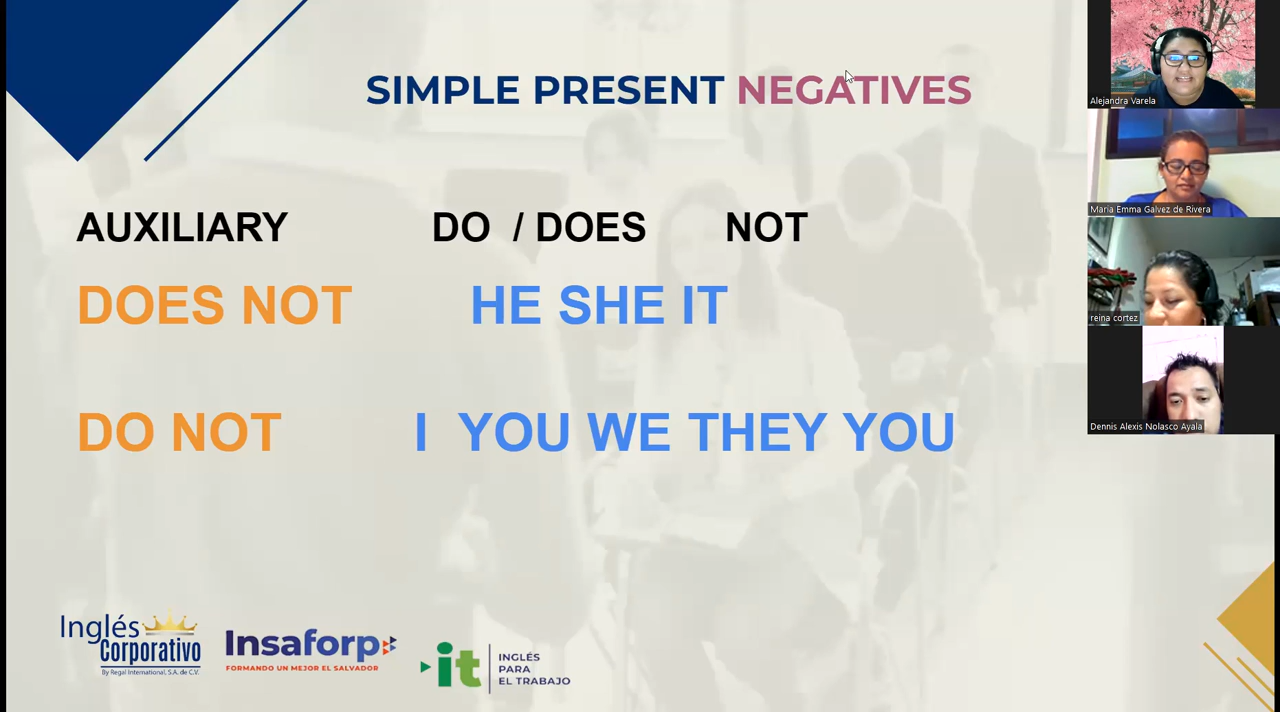 SIMPLE PRESENT NEGATIVES
AUXILIARY DO / DOES NOT
DOES NOT HE SHE IT
DO NOT I YOU WE THEY YOU
Inglés
Corporativo
By Regal International, S.A. de C.V.
Insaforp
FORMANDO UN MEJOR EL SALVADOR
it
INGLÉS
PARA
EL TRABAJO
Alejandra Varela
Maria Emma Galvez de Rivera
reina cortez
Dennis Alexis Nolasco Ayala